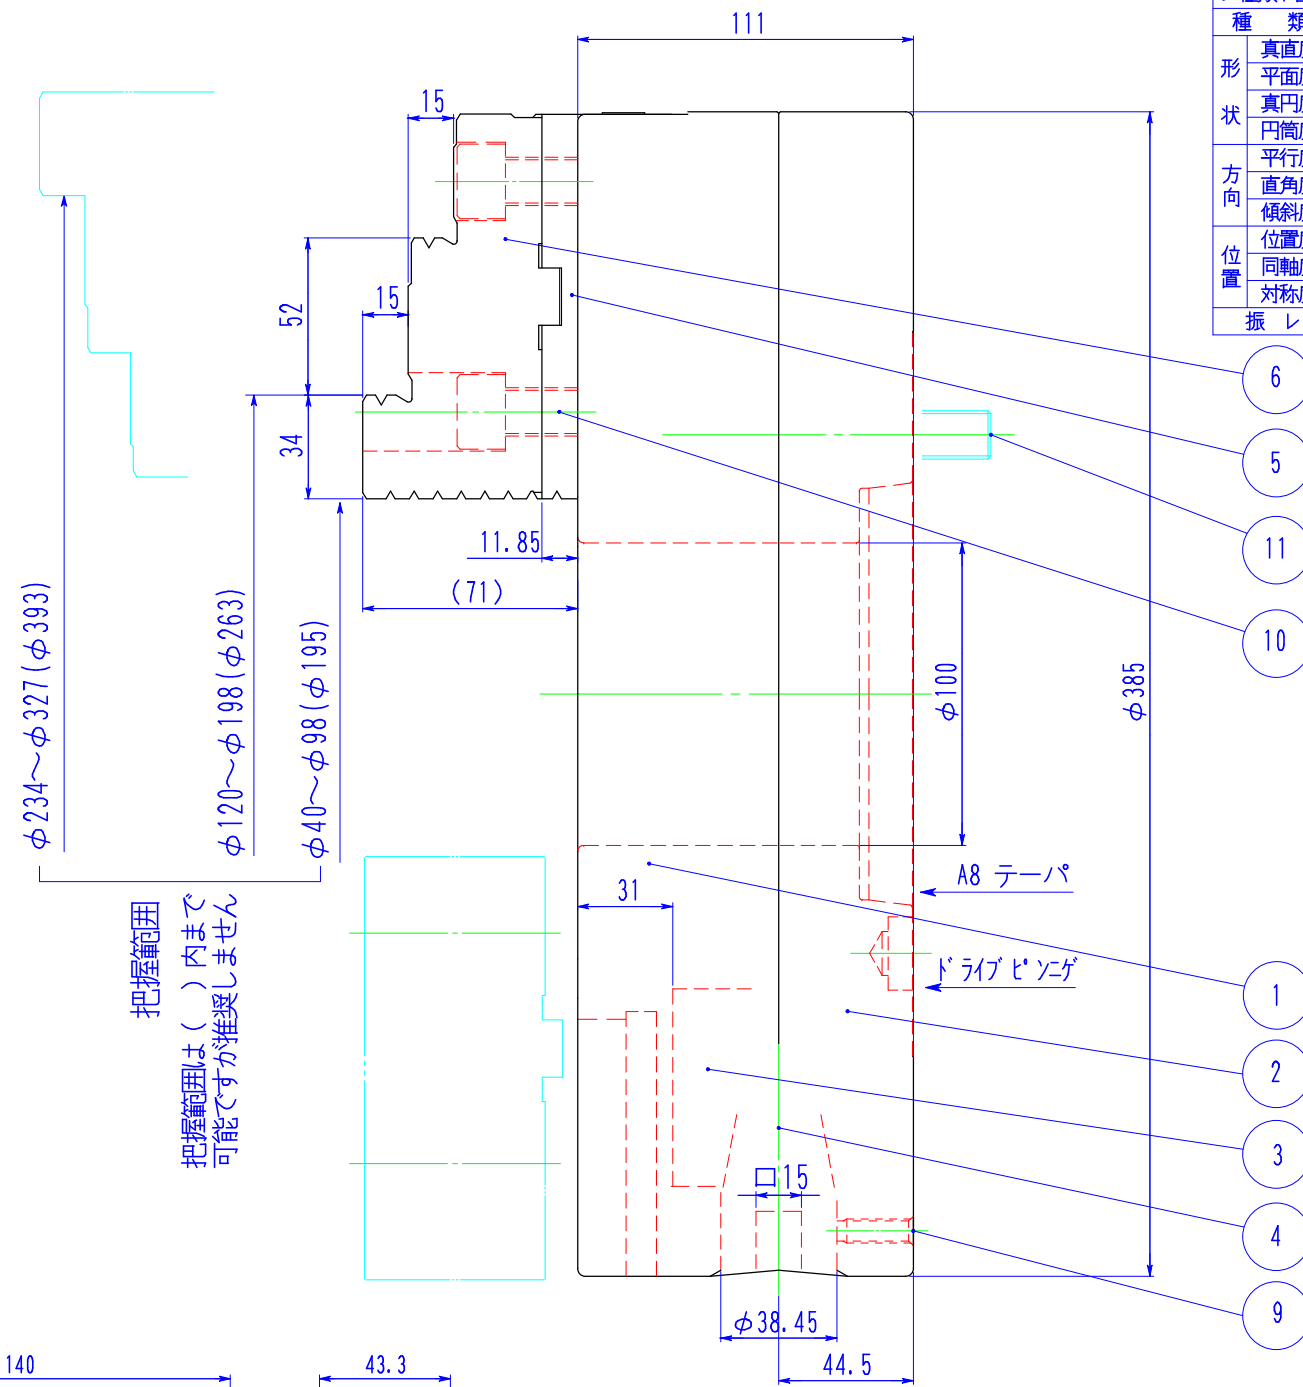 種 類
形 状
真直
平面
真円
円筒
方向
平行
直角
傾斜
位置
位置
同軸
対称
振 レ
111
15
15
52
34
11.85
(71)
φ234～φ327(φ393)
φ120～φ198(φ263)
φ40～φ98(φ195)
把握範囲
把握範囲は( )内まで
可能ですが推奨しません
φ100
φ385
A8 テーパ
31
ドライブピンニゲ
口15
φ38.45
44.5
140
43.3
6
5
11
10
1
2
3
4
9